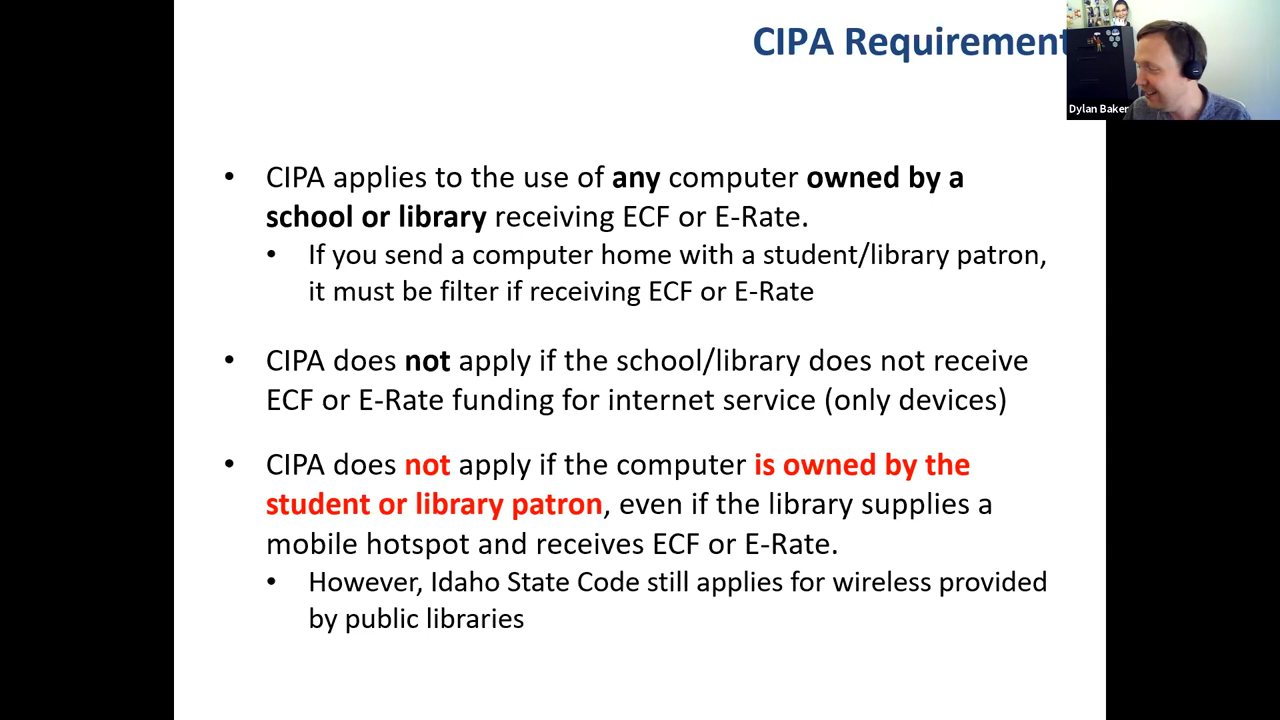 CIPA Requirement
Dylan Baker
• CIPA applies to the use of any computer owned by a
school or library receiving ECF or E-Rate.
• If you send a computer home with a student/library patron,
it must be filter if receiving ECF or E-Rate
• CIPA does not apply if the school/library does not receive
ECF or E-Rate funding for internet service (only devices)
• CIPA does not apply if the computer is owned by the
student or library patron, even if the library supplies a
mobile hotspot and receives ECF or E-Rate.
• However, Idaho State Code still applies for wireless provided
by public libraries